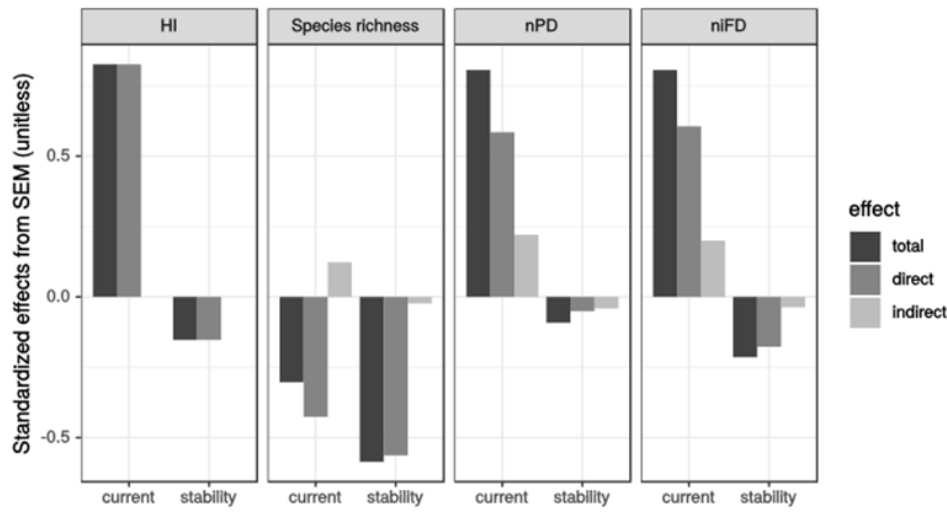 HI
Species richness
nPD
niFD
Standardized effects from SEM (unitless)
0.5
0.0
-0.5
current stability
current stability
current stability
current stability
effect
total
direct
indirect